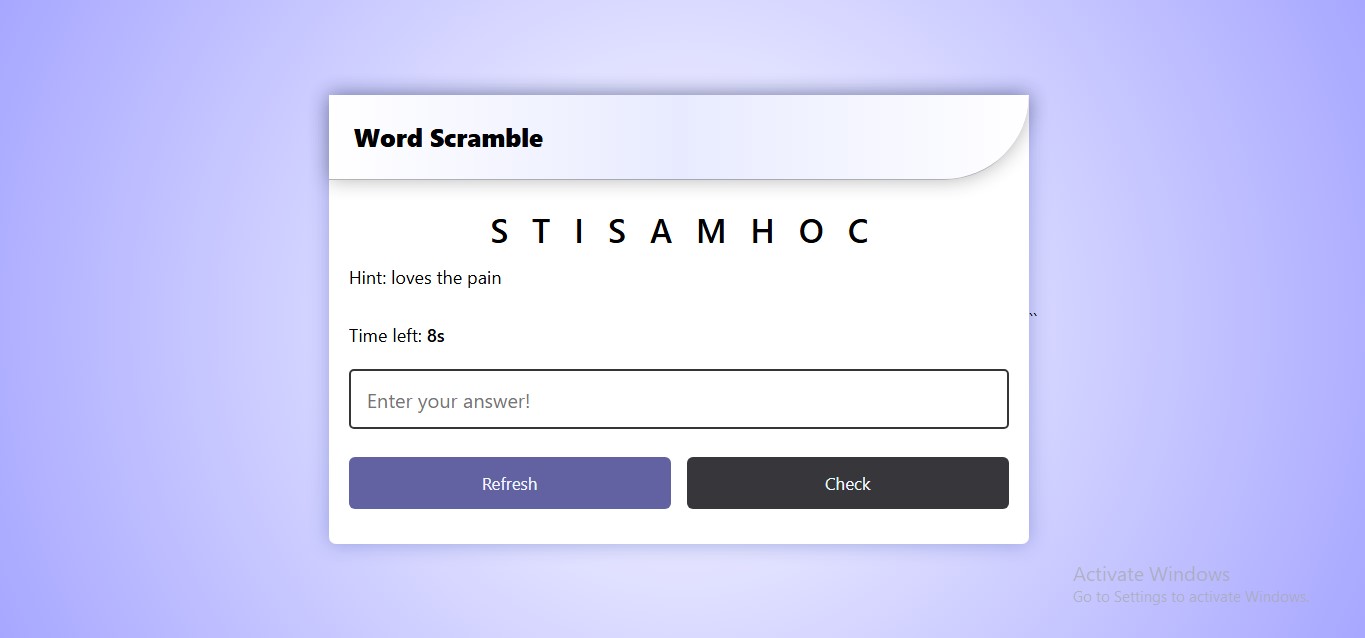 Word Scramble
S T I S A M H O C
Hint: loves the pain
``
Time left: 8s
Enter your answer!
Refresh
Check
Activate Windows
Go to Settings to activate Windows.